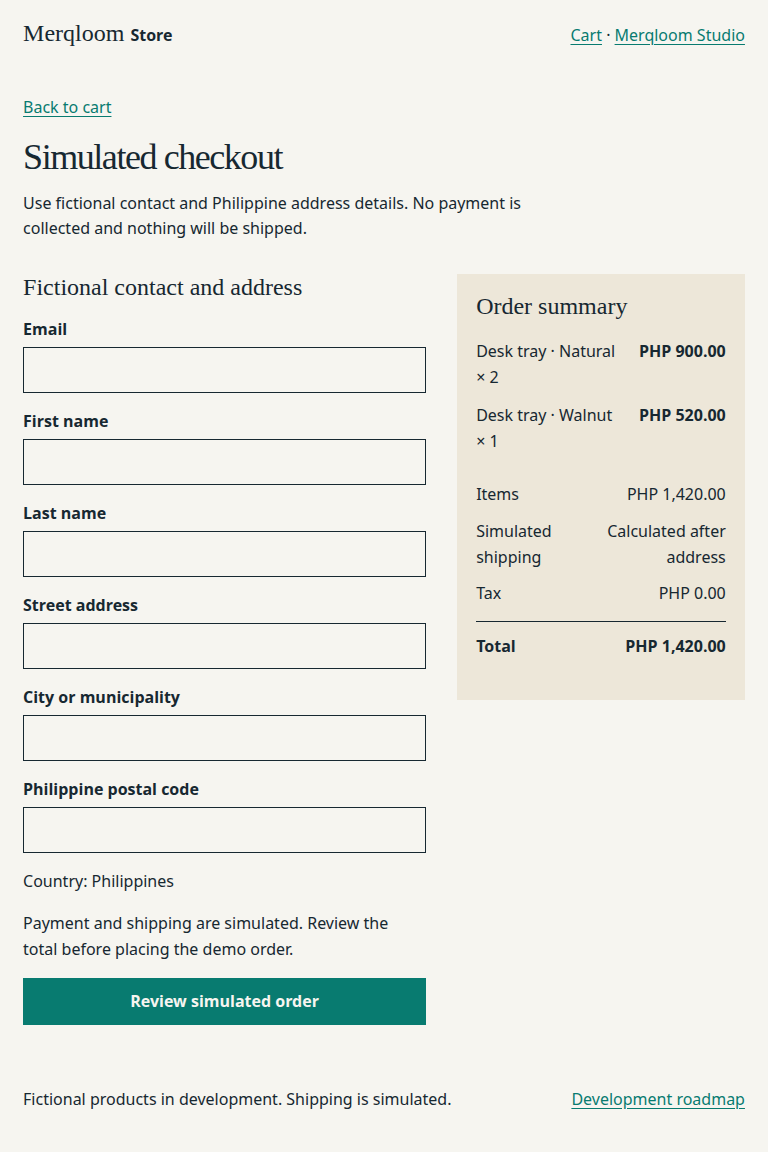 Merqloom Store
Cart · Merqloom Studio
Back to cart
Simulated checkout
Use fictional contact and Philippine address details. No payment is
collected and nothing will be shipped.
Fictional contact and address
Email
First name
Last name
Street address
City or municipality
Philippine postal code
Country: Philippines
Payment and shipping are simulated. Review the
total before placing the demo order.
Review simulated order
Order summary
Desk tray · Natural PHP 900.00
× 2
Desk tray · Walnut PHP 520.00
× 1
Items PHP 1,420.00
Simulated Calculated after
shipping address
Tax PHP 0.00
Total PHP 1,420.00
Fictional products in development. Shipping is simulated.
Development roadmap